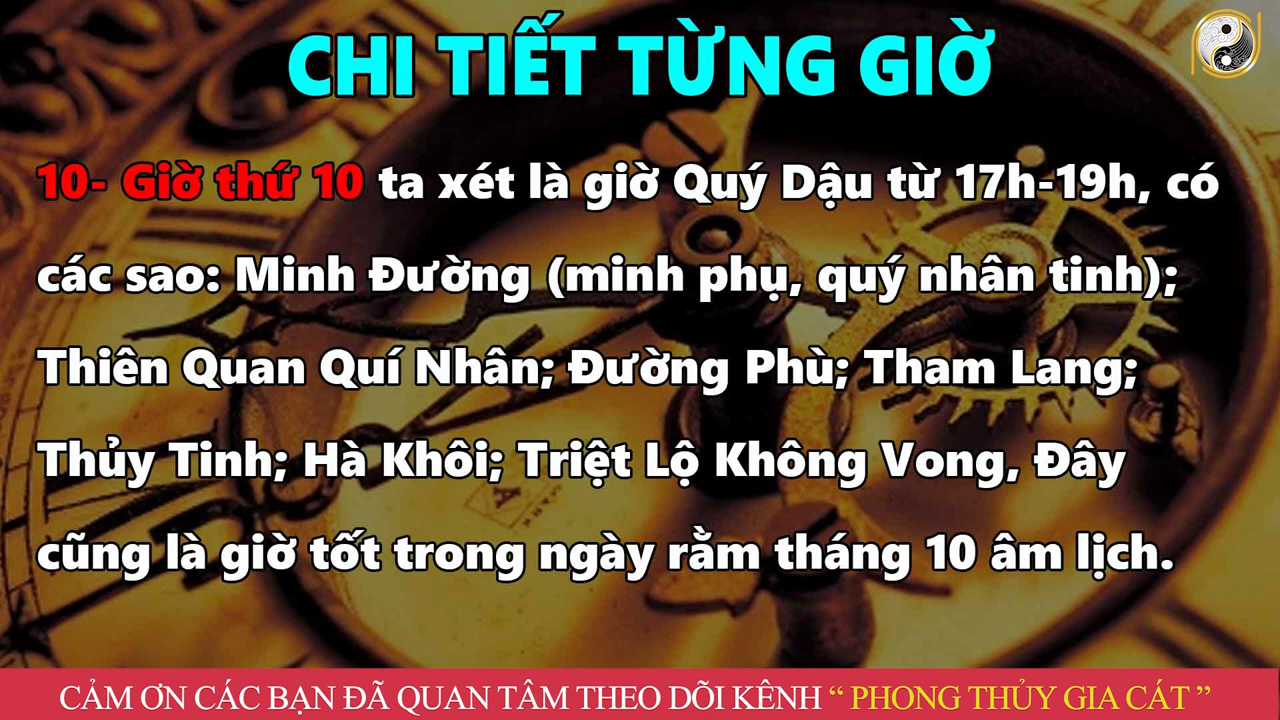 CHI TIẾT TỪNG GIỜ
10- Giờ thứ 10 ta xét là giờ Quý Dậu từ 17h-19h, có
các sao: Minh Đường (minh phụ, quý nhân tinh);
Thiên Quan Quí Nhân; Đường Phù; Tham Lang;
Thủy Tinh; Hà Khôi; Triệt Lộ Không Vong, Đây
cũng là giờ tốt trong ngày rằm tháng 10 âm lịch.
CẢM ƠN CÁC BẠN ĐÃ QUAN TÂM THEO DÕI KÊNH “ PHONG THỦY GIA CÁT ”